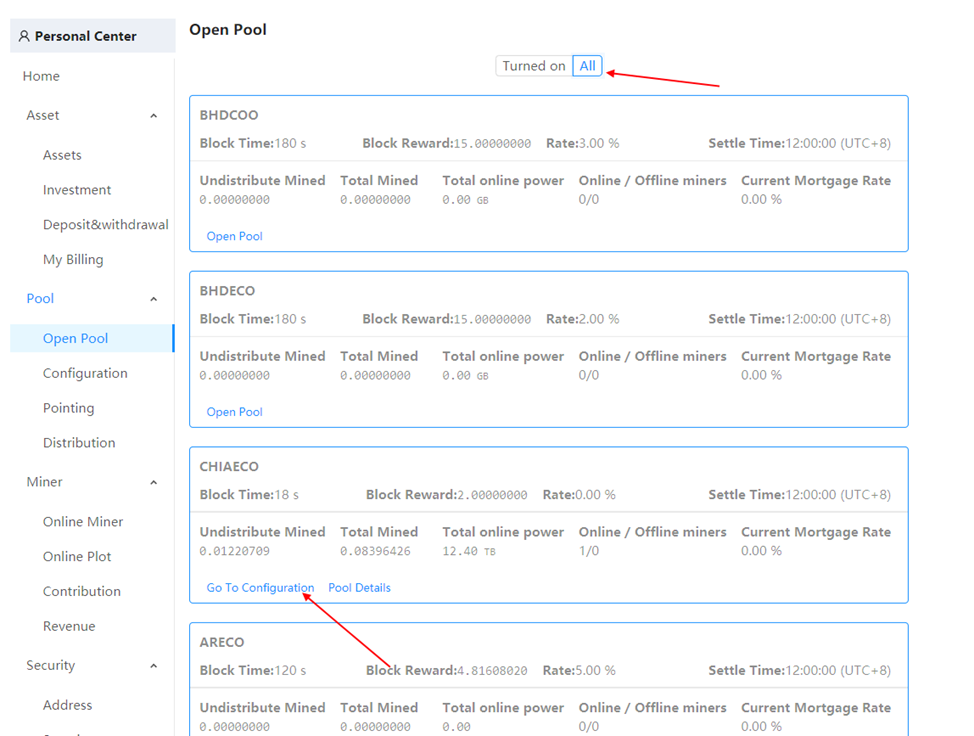 Personal Center
Home
Asset
Assets
Investment
Deposit&withdrawal
My Billing
Pool
Open Pool
Configuration
Pointing
Distribution
Miner
Online Miner
Online Plot
Contribution
Revenue
Security
Address
Open Pool
Turned on All
BHDCOO
Block Time:180 s Block Reward:15.00000000 Rate:3.00 % Settle Time:12:00:00 (UTC+8)
Undistribute Mined Total Mined Total online power Online / Offline miners Current Mortgage Rate
0.00000000 0.00000000 0.00 GB 0/0 0.00 %
Open Pool
BHDECO
Block Time:180 s Block Reward:15.00000000 Rate:2.00 % Settle Time:12:00:00 (UTC+8)
Undistribute Mined Total Mined Total online power Online / Offline miners Current Mortgage Rate
0.00000000 0.00000000 0.00 GB 0/0 0.00 %
Open Pool
CHIAECO
Block Time:18 s Block Reward:2.00000000 Rate:0.00 % Settle Time:12:00:00 (UTC+8)
Undistribute Mined Total Mined Total online power Online / Offline miners Current Mortgage Rate
0.01220709 0.08396426 12.40 TB 1/0 0.00 %
Go To Configuration Pool Details
ARECO
Block Time:120 s Block Reward:4.81608020 Rate:5.00 % Settle Time:12:00:00 (UTC+8)
Undistribute Mined Total Mined Total online power Online / Offline miners Current Mortgage Rate
0.00000000 0.00000000 0.00 0/0 0.00 %